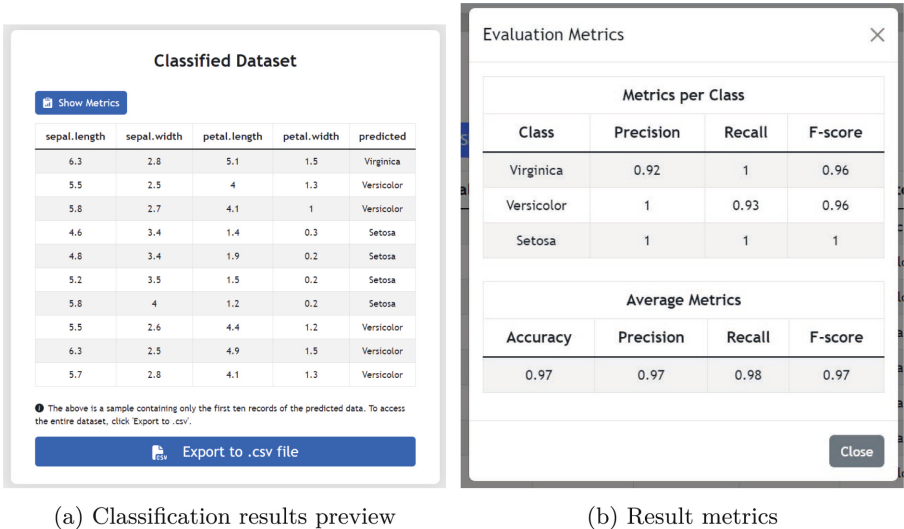 Classified Dataset
Show Metrics
sepal.length sepal.width petal.length petal.width predicted
6.3 2.8 5.1 1.5 Virginica
5.5 2.5 4 1.3 Versicolor
5.8 2.7 4.1 1 Versicolor
4.6 3.4 1.4 0.3 Setosa
4.8 3.4 1.9 0.2 Setosa
5.2 3.5 1.5 0.2 Setosa
5.8 4 1.2 0.2 Setosa
5.5 2.6 4.4 1.2 Versicolor
6.3 2.5 4.9 1.5 Versicolor
5.7 2.8 4.1 1.3 Versicolor
The above is a sample containing only the first ten records of the predicted data. To access
the entire dataset, click 'Export to .csv'.
Export to .csv file
(a) Classification results preview
Evaluation Metrics
Metrics per Class
Class Precision Recall F-score
Virginica 0.92 1 0.96
Versicolor 1 0.93 0.96
Setosa 1 1 1
Average Metrics
Accuracy Precision Recall F-score
0.97 0.97 0.98 0.97
Close
(b) Result metrics